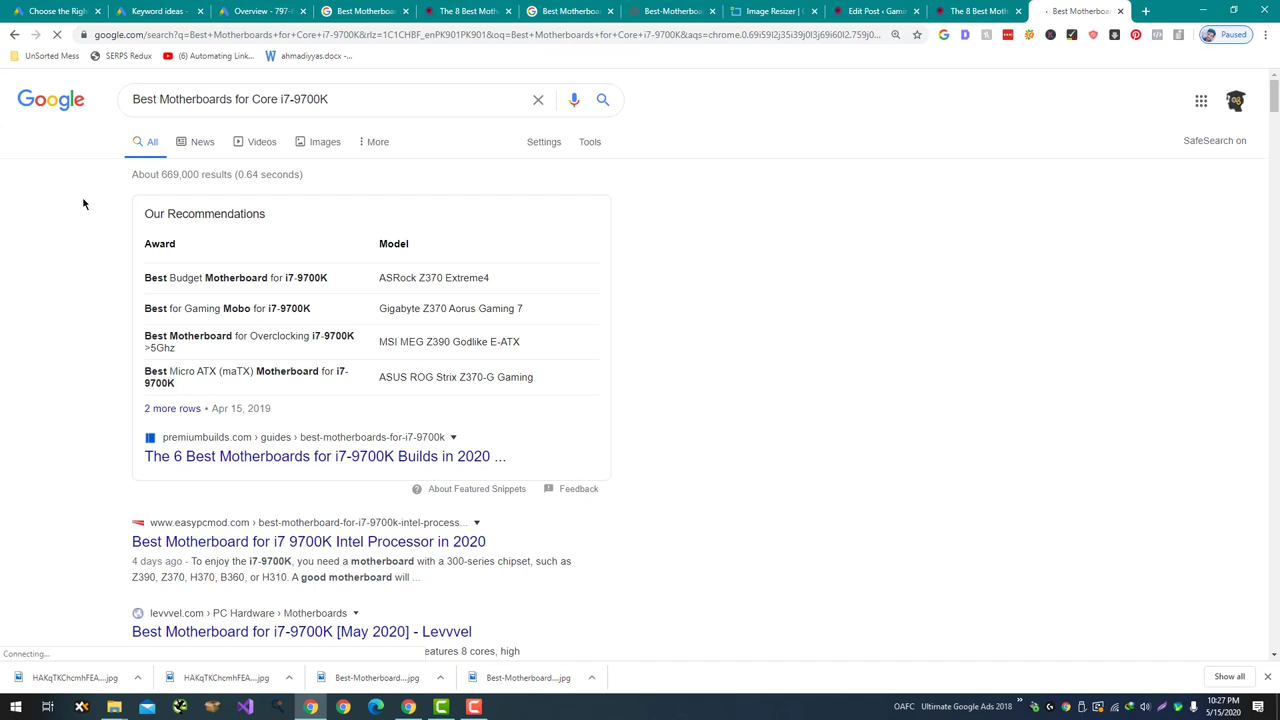 Choose the Right
Keyword ideas -
Overview - 797-
Best Motherboar
The 8 Best Moth
Best Motherboar
Best-Motherboar
Image Resizer |
Edit Post ‹ Gami
The 8 Best Moth
Best Motherboar
google.com/search?q=Best+Motherboards+for+Core+i7-9700K&rlz=1C1CHBF_enPK901PK901&oq=Best+Motherboards+for+Core+i7-9700K&aqs=chrome.0.69i59l2j35i39j0l3j69i60l2.759j0...
Paused
UnSorted Mess
SERPS Redux
(6) Automating Link...
ahmadiyyas.docx -...
Google
Best Motherboards for Core i7-9700K
All
News
Videos
Images
More
Settings
Tools
SafeSearch on
About 669,000 results (0.64 seconds)
Our Recommendations
Award Model
Best Budget Motherboard for i7-9700K ASRock Z370 Extreme4
Best for Gaming Mobo for i7-9700K Gigabyte Z370 Aorus Gaming 7
Best Motherboard for Overclocking i7-9700K
>5Ghz
MSI MEG Z390 Godlike E-ATX
Best Micro ATX (maTX) Motherboard for i7-
9700K
ASUS ROG Strix Z370-G Gaming
2 more rows • Apr 15, 2019
premiumbuilds.com › guides › best-motherboards-for-i7-9700k
The 6 Best Motherboards for i7-9700K Builds in 2020 ...
About Featured Snippets
Feedback
www.easypcmod.com › best-motherboard-for-i7-9700k-intel-process...
Best Motherboard for i7 9700K Intel Processor in 2020
4 days ago - To enjoy the i7-9700K, you need a motherboard with a 300-series chipset, such as
Z390, Z370, H370, B360, or H310. A good motherboard will ...
levvvel.com › PC Hardware › Motherboards
Best Motherboard for i7-9700K [May 2020] - Levvvel
eatures 8 cores, high
Connecting...
HAKqTKChcmhFEA....jpg
HAKqTKChcmhFEA....jpg
Best-Motherboard....jpg
Best-Motherboard....jpg
Show all
OAFC
Ultimate Google Ads 2018
10:27 PM
5/15/2020